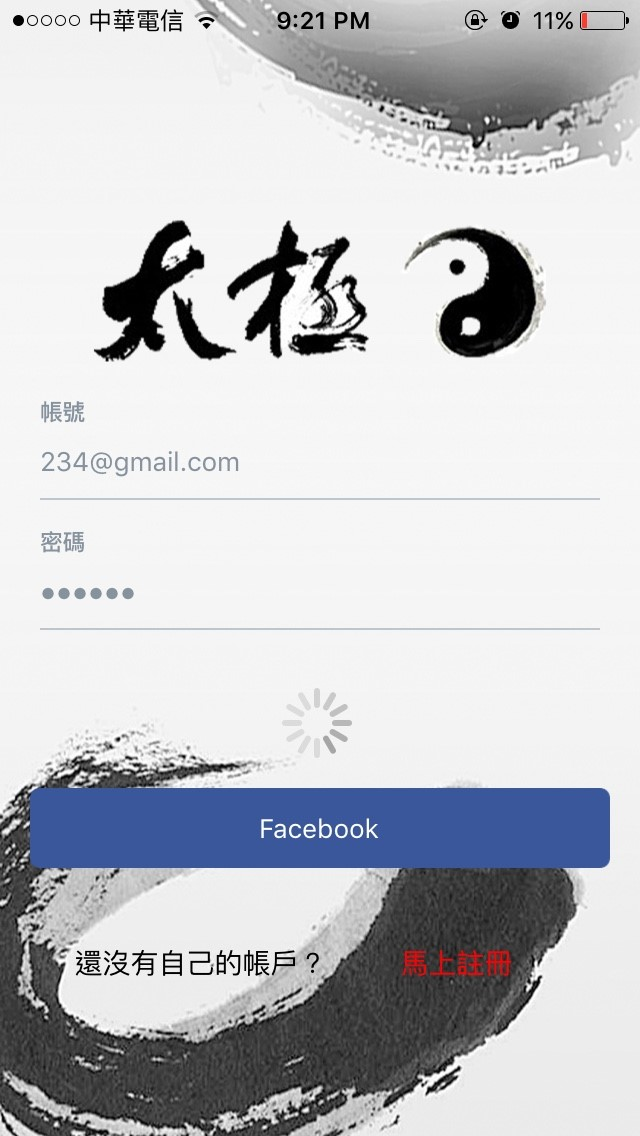 中華電信 9:21 PM 11%
太極
帳號
234@gmail.com
密碼
••••••
Facebook
還沒有自己的帳戶？ 馬上註冊